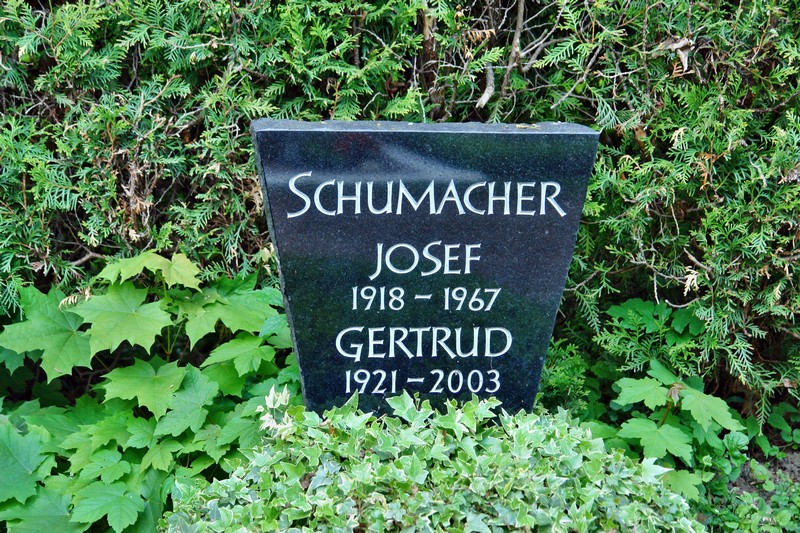 SCHUMACHER
JOSEF
1918 – 1967
GERTRUD
1921 – 2003